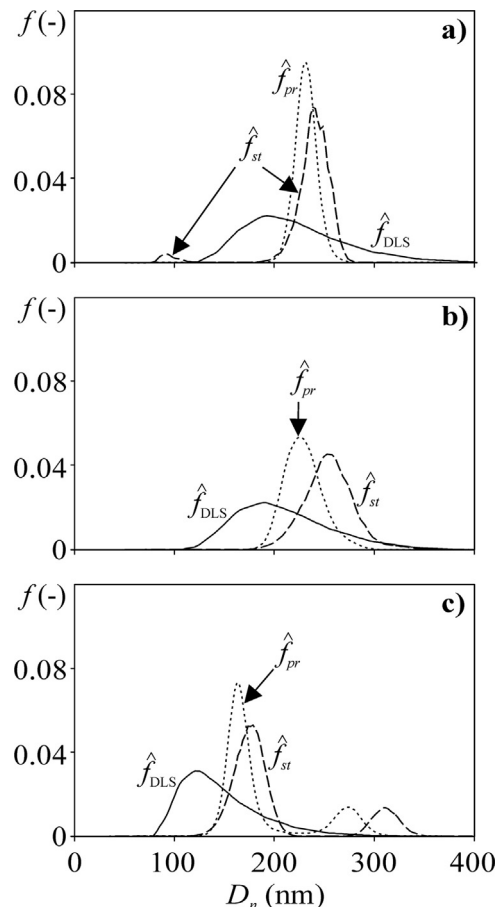 f (-)
a)
0.08
f̂pr
f̂st
0.04
f̂DLS
0
f (-)
b)
0.08
f̂pr
0.04
f̂DLS
f̂st
0
f (-)
c)
0.08
f̂pr
0.04
f̂DLS
f̂st
0
0 100 200 300 400
Dp (nm)